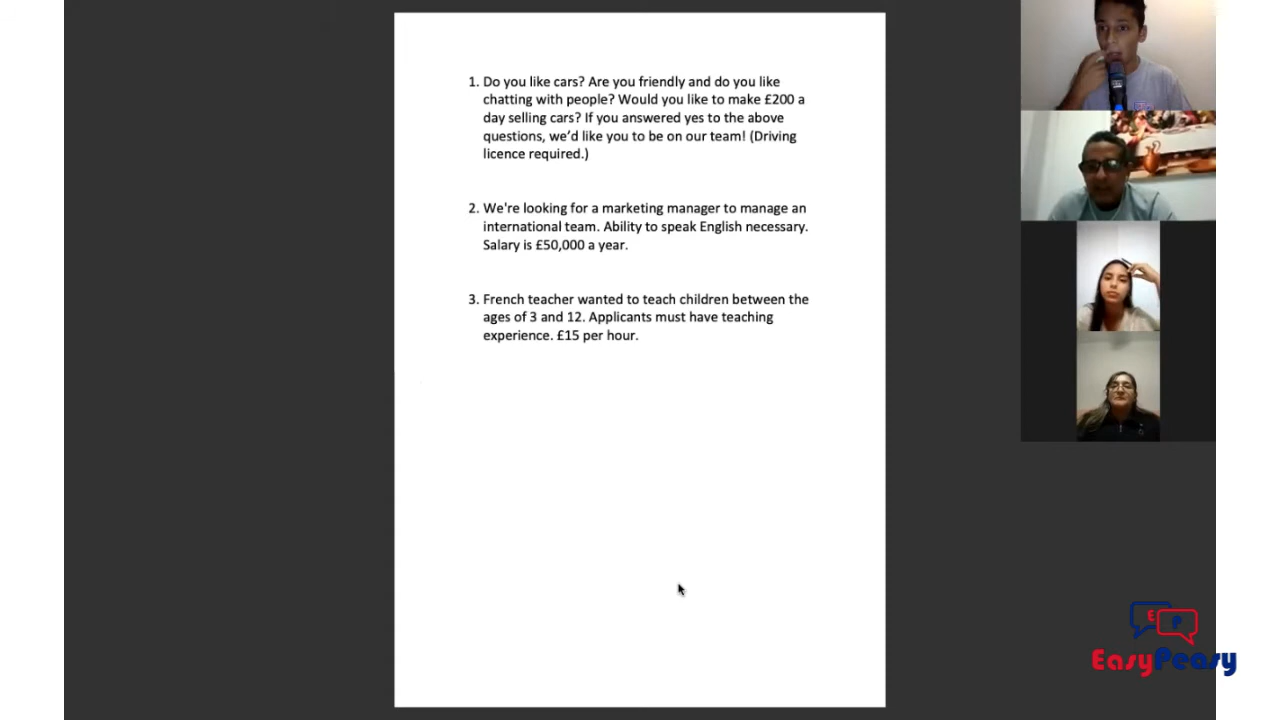 1. Do you like cars? Are you friendly and do you like
chatting with people? Would you like to make £200 a
day selling cars? If you answered yes to the above
questions, we’d like you to be on our team! (Driving
licence required.)
2. We're looking for a marketing manager to manage an
international team. Ability to speak English necessary.
Salary is £50,000 a year.
3. French teacher wanted to teach children between the
ages of 3 and 12. Applicants must have teaching
experience. £15 per hour.
E P
EasyPeasy